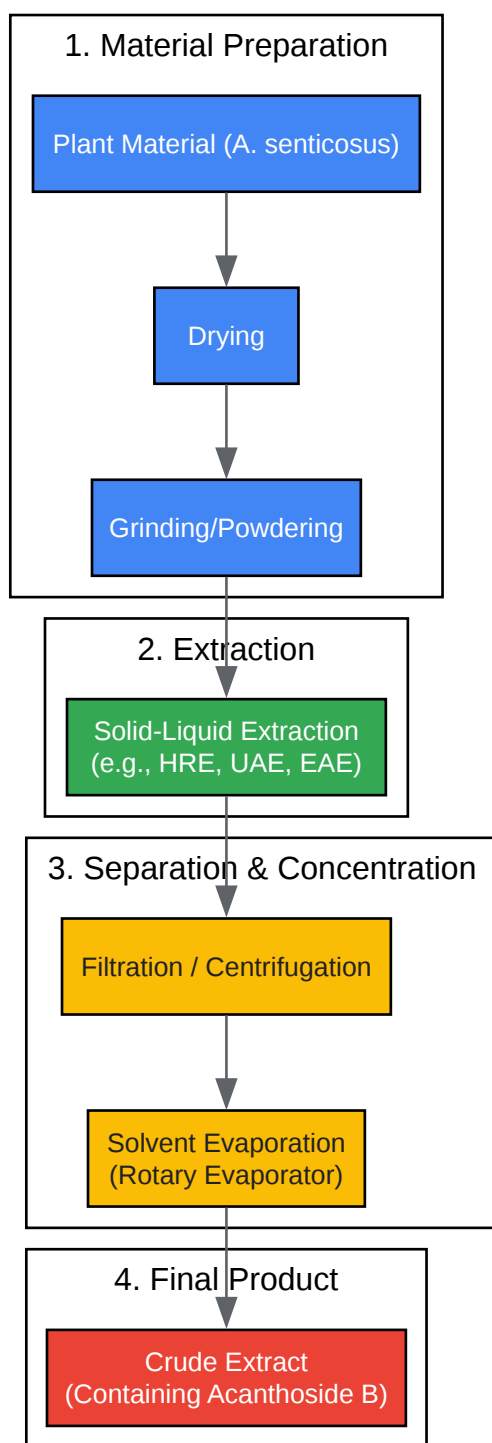 1. Material Preparation
Plant Material (A. senticosus)
Drying
Grinding/Powdering
2. Extraction
Solid-Liquid Extraction
(e.g., HRE, UAE, EAE)
3. Separation & Concentration
Filtration / Centrifugation
Solvent Evaporation
(Rotary Evaporator)
4. Final Product
Crude Extract
(Containing Acanthoside B)